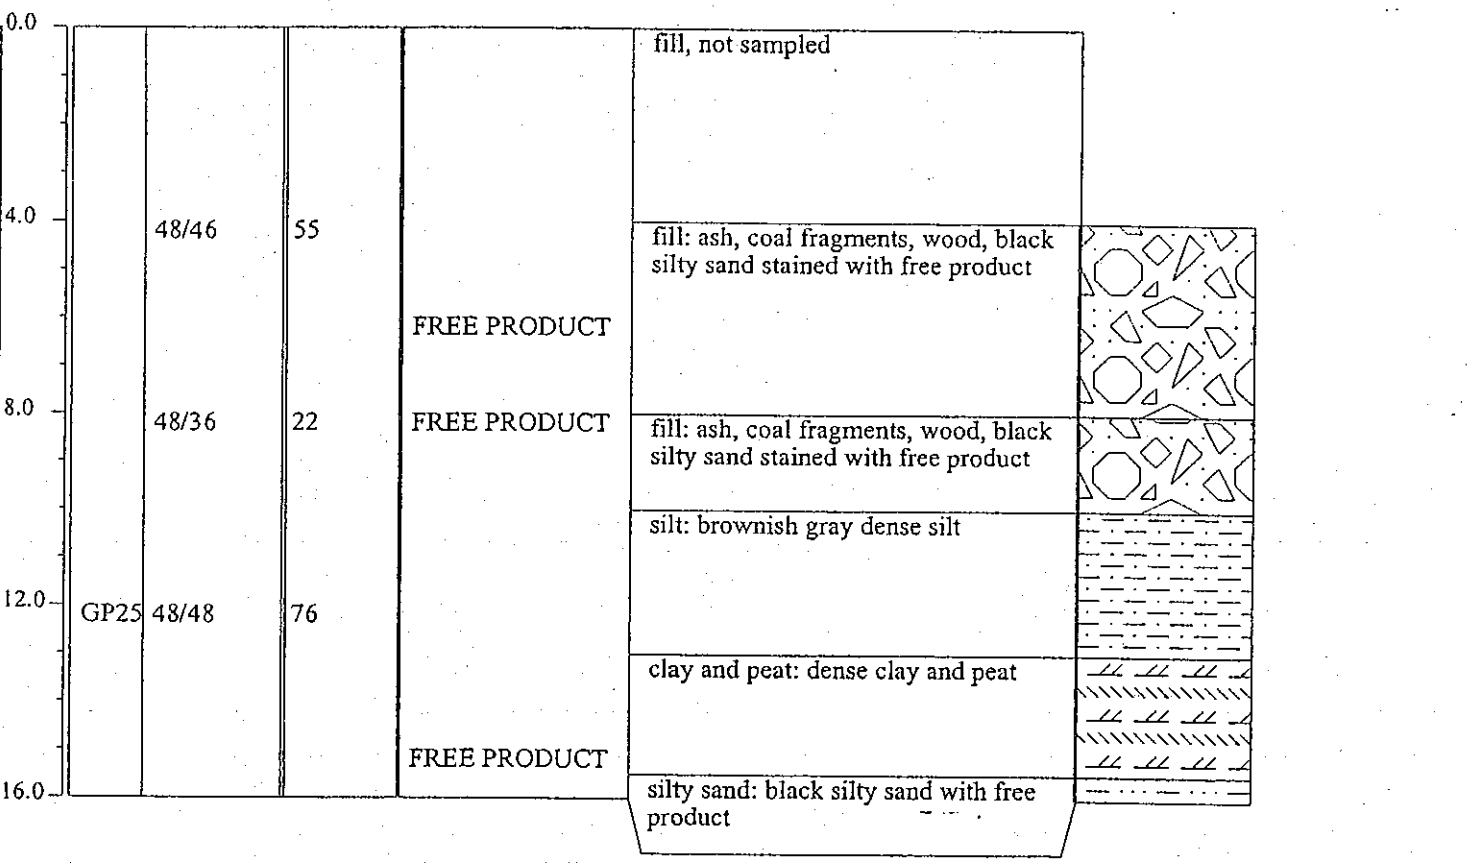 0.0
fill, not sampled
4.0
48/46
55
fill: ash, coal fragments, wood, black
silty sand stained with free product
FREE PRODUCT
8.0
48/36
22
FREE PRODUCT
fill: ash, coal fragments, wood, black
silty sand stained with free product
silt: brownish gray dense silt
12.0
GP25
48/48
76
clay and peat: dense clay and peat
FREE PRODUCT
16.0
silty sand: black silty sand with free
product